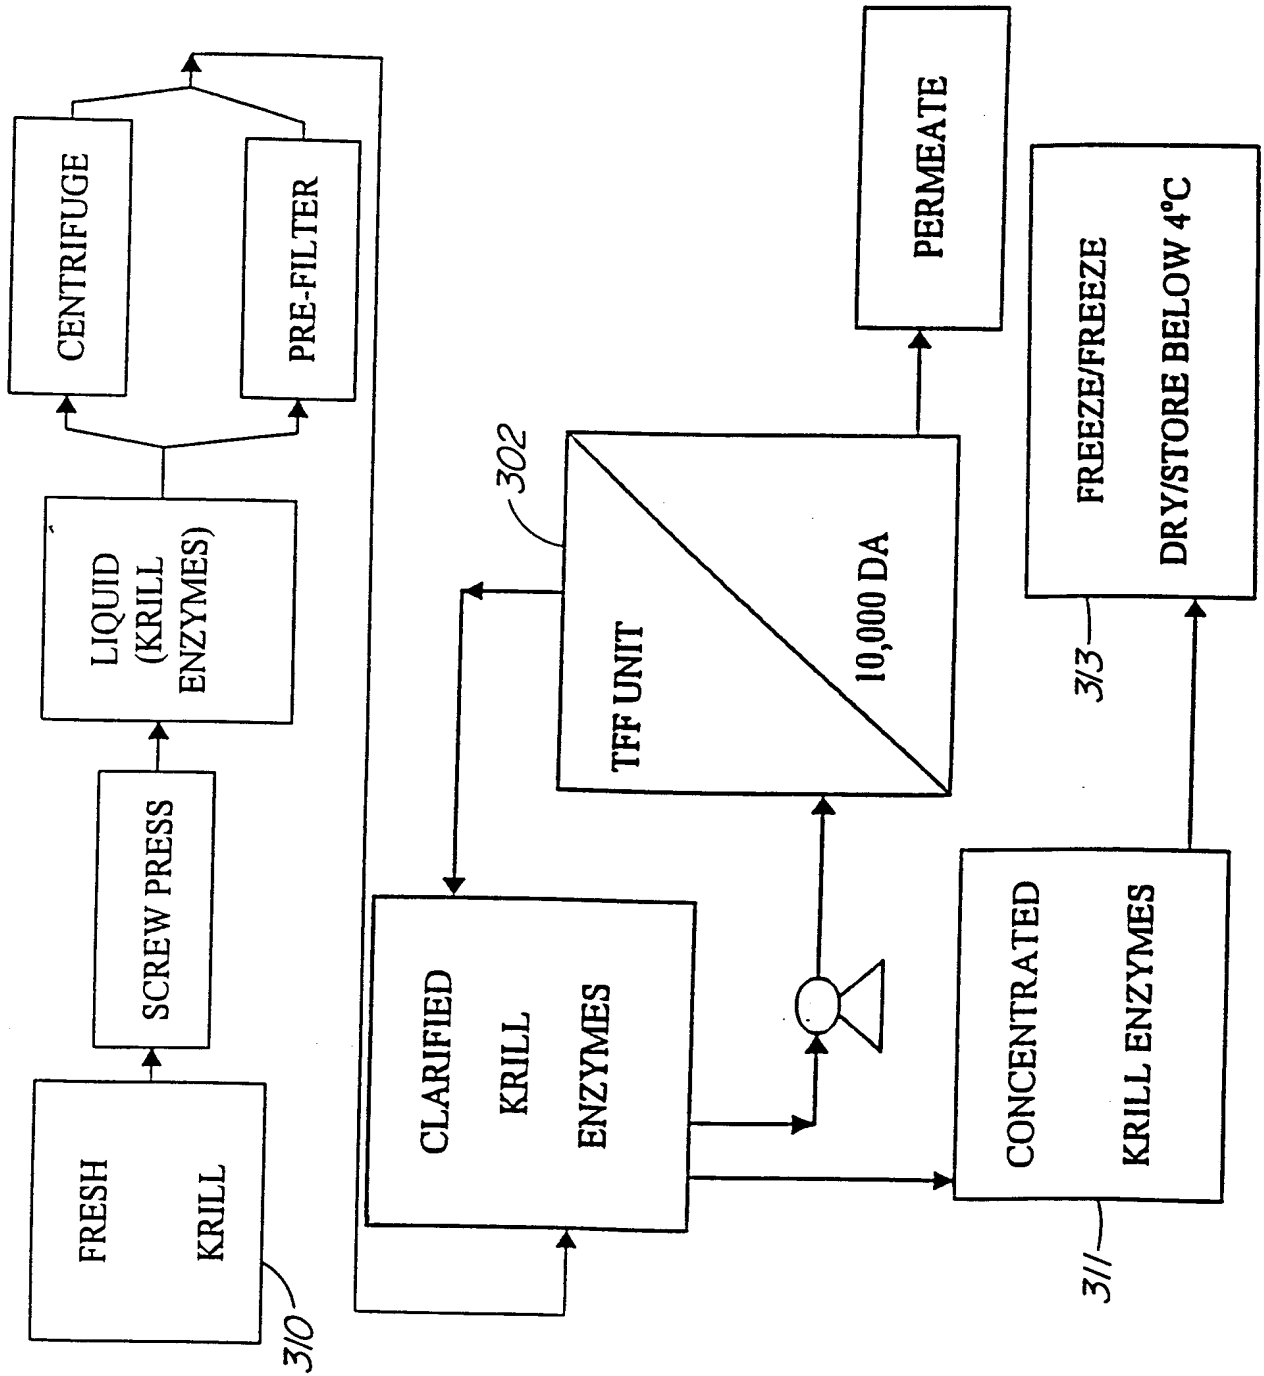 FRESH
KRILL
310
SCREW PRESS
LIQUID
(KRILL
ENZYMES)
CENTRIFUGE
PRE-FILTER
CLARIFIED
KRILL
ENZYMES
TFF UNIT
10,000 DA
302
PERMEATE
CONCENTRATED
KRILL ENZYMES
311
FREEZE/FREEZE
DRY/STORE BELOW 4°C
313